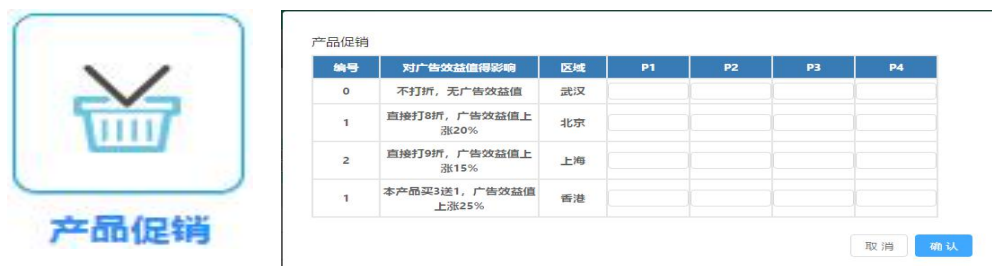 产品促销
产品促销
编号 对广告效益值得影响 区域 P1 P2 P3 P4
0 不打折，无广告效益值 武汉
1 直接打8折，广告效益值上
涨20% 北京
2 直接打9折，广告效益值上
涨15% 上海
1 本产品买3送1，广告效益值
上涨25% 香港
取消 确认